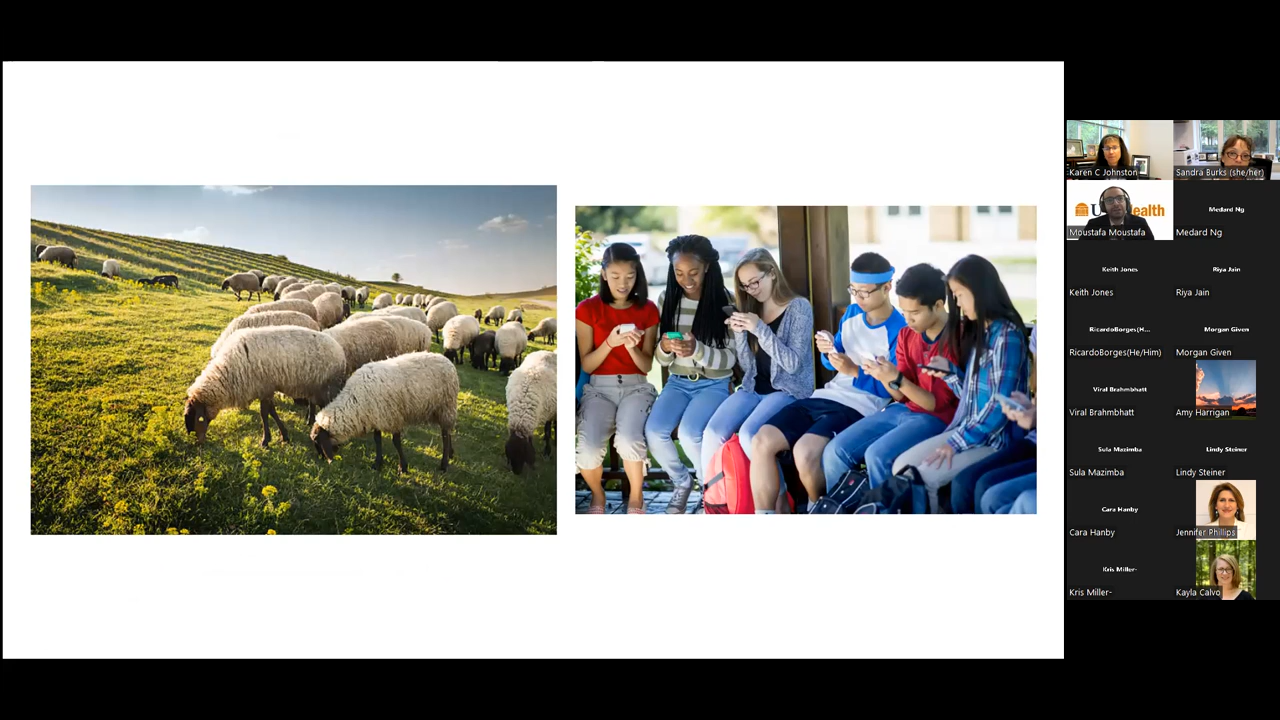 Karen C Johnston
Sandra Burks (she/her)
Moustafa Moustafa
Medard Ng
Medard Ng
Keith Jones
Keith Jones
Riya Jain
Riya Jain
RicardoBorges(H...
RicardoBorges(He/Him)
Morgan Given
Morgan Given
Viral Brahmbhatt
Viral Brahmbhatt
Amy Harrigan
Sula Mazimba
Sula Mazimba
Lindy Steiner
Lindy Steiner
Cara Hanby
Cara Hanby
Jennifer Phillips
Kris Miller-
Kris Miller-
Kayla Calvo